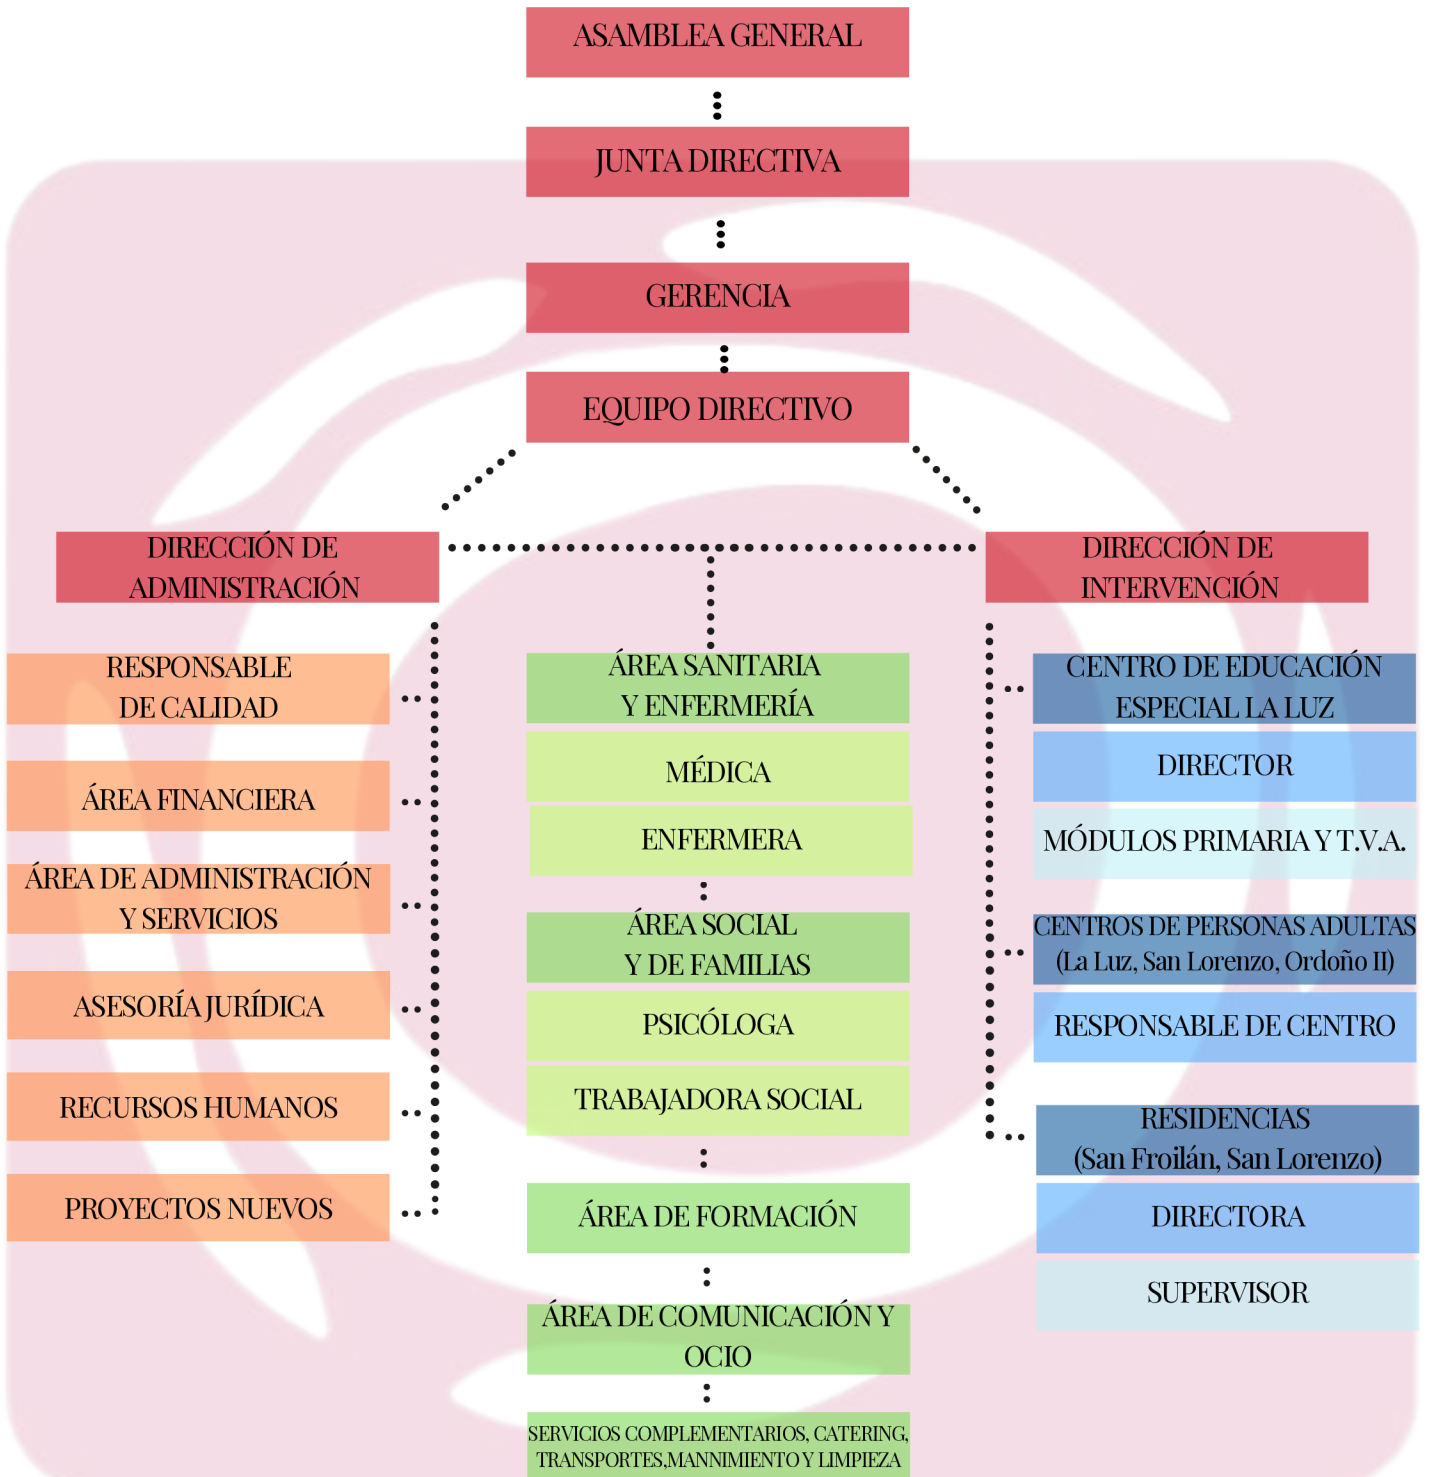 ASAMBLEA GENERAL
JUNTA DIRECTIVA
GERENCIA
EQUIPO DIRECTIVO
DIRECCIÓN DE
ADMINISTRACIÓN
DIRECCIÓN DE
INTERVENCIÓN
RESPONSABLE
DE CALIDAD
ÁREA FINANCIERA
ÁREA DE ADMINISTRACIÓN
Y SERVICIOS
ASESORÍA JURÍDICA
RECURSOS HUMANOS
PROYECTOS NUEVOS
ÁREA SANITARIA
Y ENFERMERÍA
MÉDICA
ENFERMERA
ÁREA SOCIAL
Y DE FAMILIAS
PSICÓLOGA
TRABAJADORA SOCIAL
ÁREA DE FORMACIÓN
ÁREA DE COMUNICACIÓN Y
OCIO
SERVICIOS COMPLEMENTARIOS, CATERING,
TRANSPORTES,MANNIMIENTO Y LIMPIEZA
CENTRO DE EDUCACIÓN
ESPECIAL LA LUZ
DIRECTOR
MÓDULOS PRIMARIA Y T.V.A.
CENTROS DE PERSONAS ADULTAS
(La Luz, San Lorenzo, Ordoño II)
RESPONSABLE DE CENTRO
RESIDENCIAS
(San Froilán, San Lorenzo)
DIRECTORA
SUPERVISOR